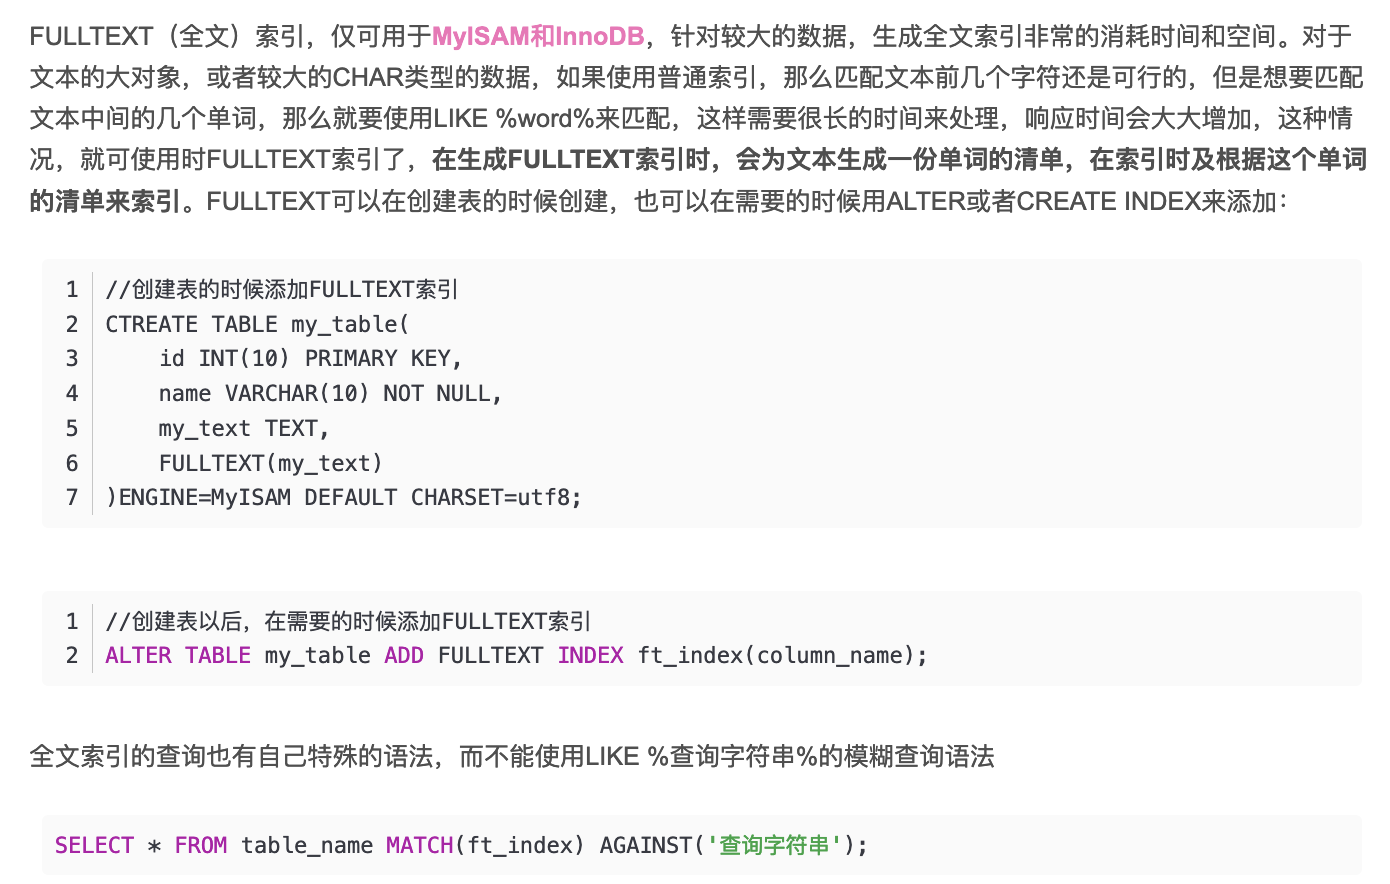 FULLTEXT（全文）索引，仅可用于MyISAM和InnoDB，针对较大的数据，生成全文索引非常的消耗时间和空间。对于
文本的大对象，或者较大的CHAR类型的数据，如果使用普通索引，那么匹配文本前几个字符还是可行的，但是想要匹配
文本中间的几个单词，那么就要使用LIKE %word%来匹配，这样需要很长的时间来处理，响应时间会大大增加，这种情
况，就可使用时FULLTEXT索引了，在生成FULLTEXT索引时，会为文本生成一份单词的清单，在索引时及根据这个单词
的清单来索引。FULLTEXT可以在创建表的时候创建，也可以在需要的时候用ALTER或者CREATE INDEX来添加：
1 //创建表的时候添加FULLTEXT索引
2 CTREATE TABLE my_table(
3     id INT(10) PRIMARY KEY,
4     name VARCHAR(10) NOT NULL,
5     my_text TEXT,
6     FULLTEXT(my_text)
7 )ENGINE=MyISAM DEFAULT CHARSET=utf8;
1 //创建表以后，在需要的时候添加FULLTEXT索引
2 ALTER TABLE my_table ADD FULLTEXT INDEX ft_index(column_name);
全文索引的查询也有自己特殊的语法，而不能使用LIKE %查询字符串%的模糊查询语法
SELECT * FROM table_name MATCH(ft_index) AGAINST('查询字符串');